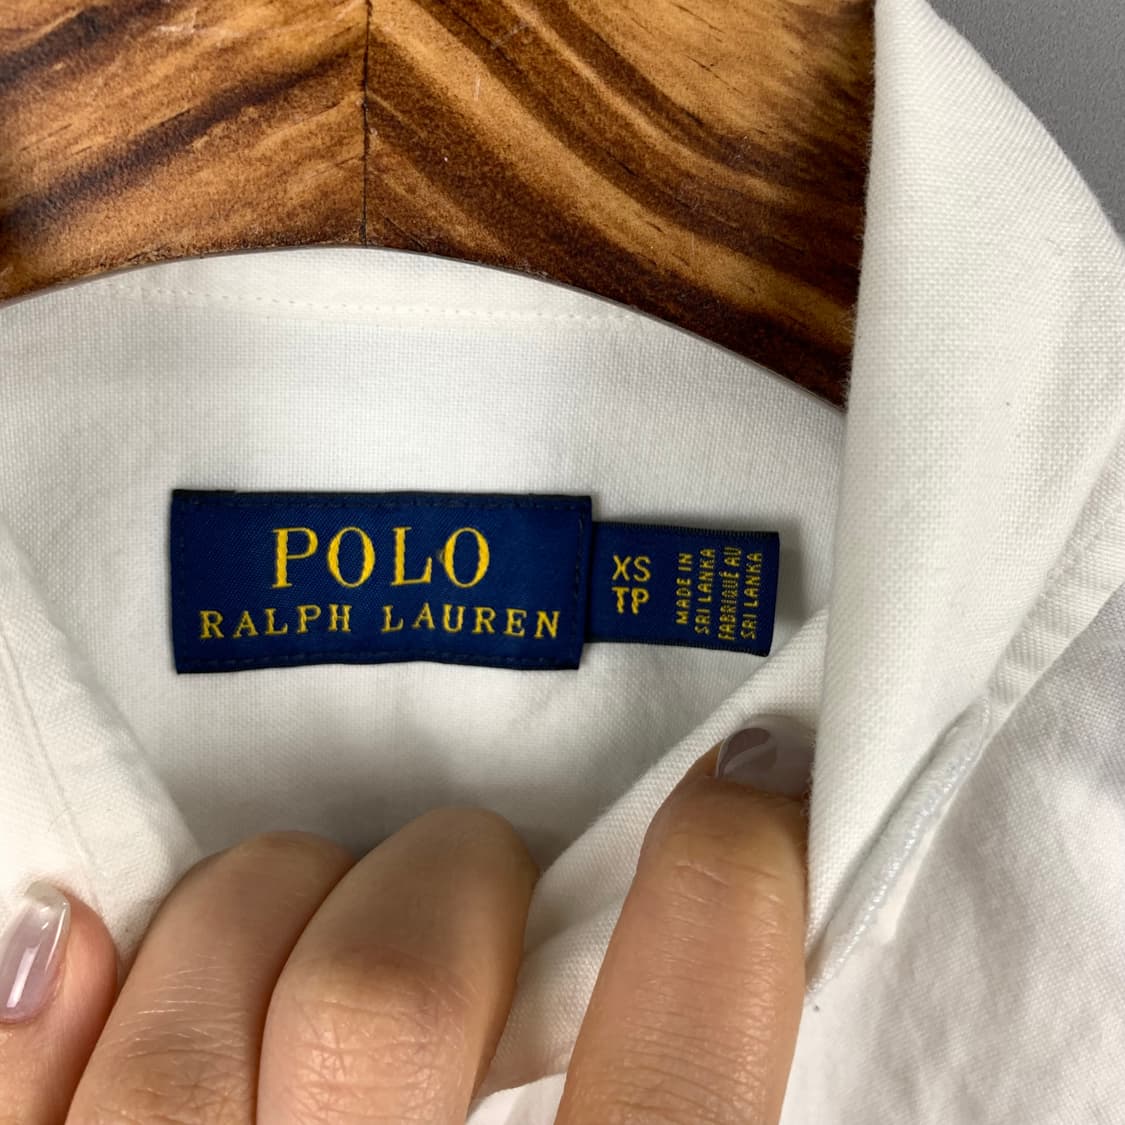 POLO
RALPH LAUREN
XS
TP
MADE IN
SRI LANKA
FABRIQUÉ AU
SRI LANKA